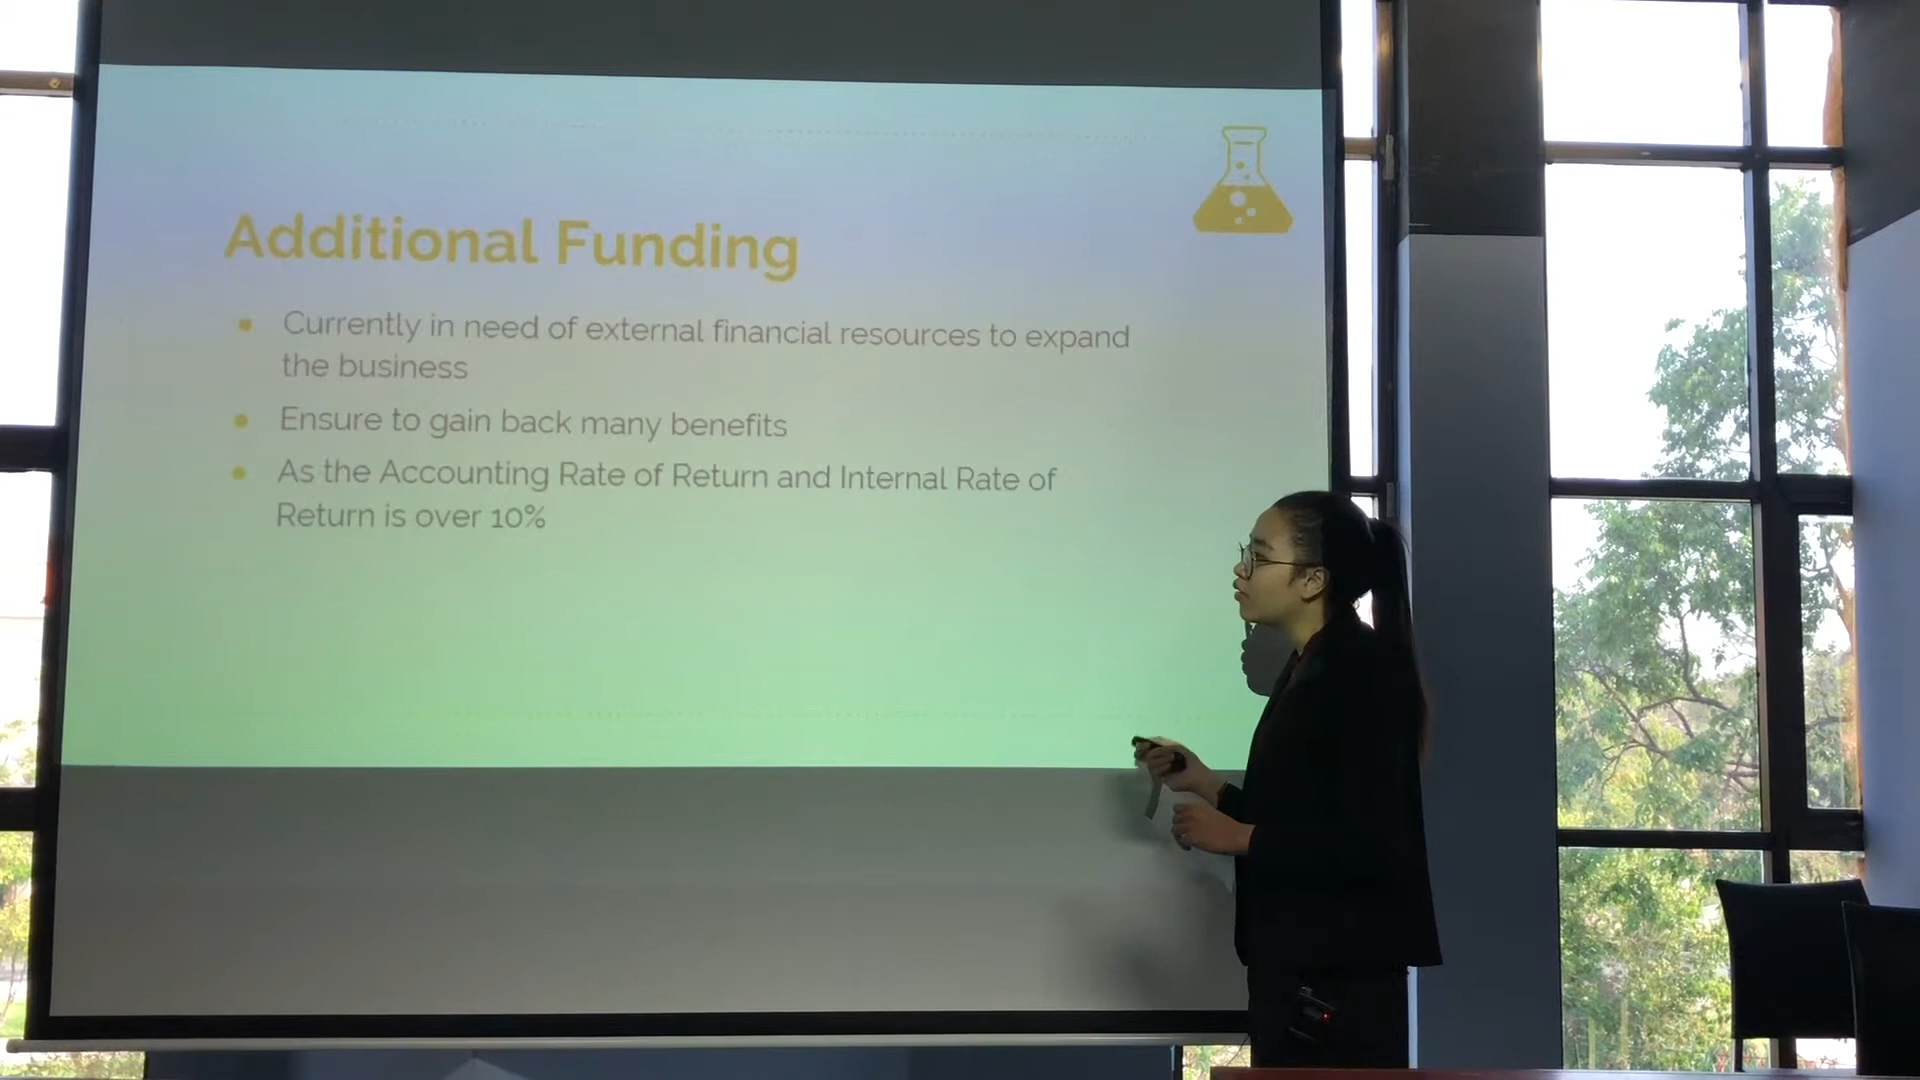 Additional Funding
Currently in need of external financial resources to expand
the business
Ensure to gain back many benefits
As the Accounting Rate of Return and Internal Rate of
Return is over 10%